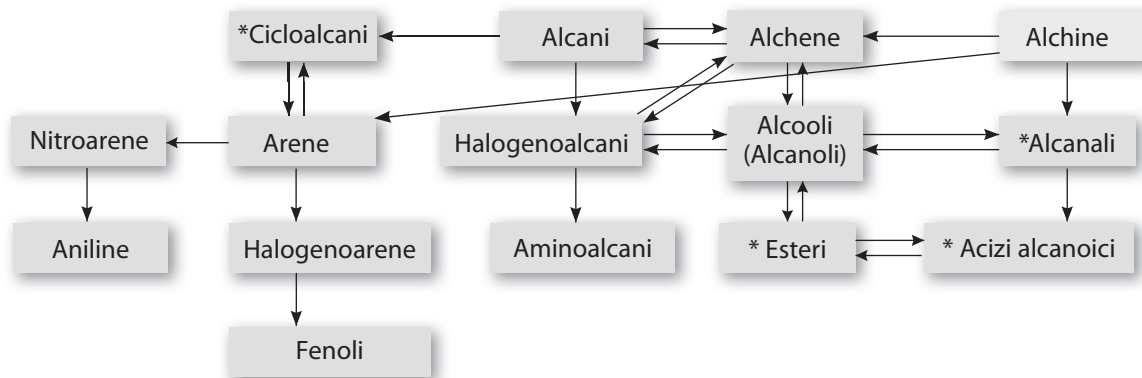 *Cicloalcani
Alcani
Alchene
Alchine
Nitroarene
Arene
Halogenoalcani
Alcooli
(Alcanoli)
*Alcanali
Aniline
Halogenoarene
Aminoalcani
* Esteri
* Acizi alcanoici
Fenoli